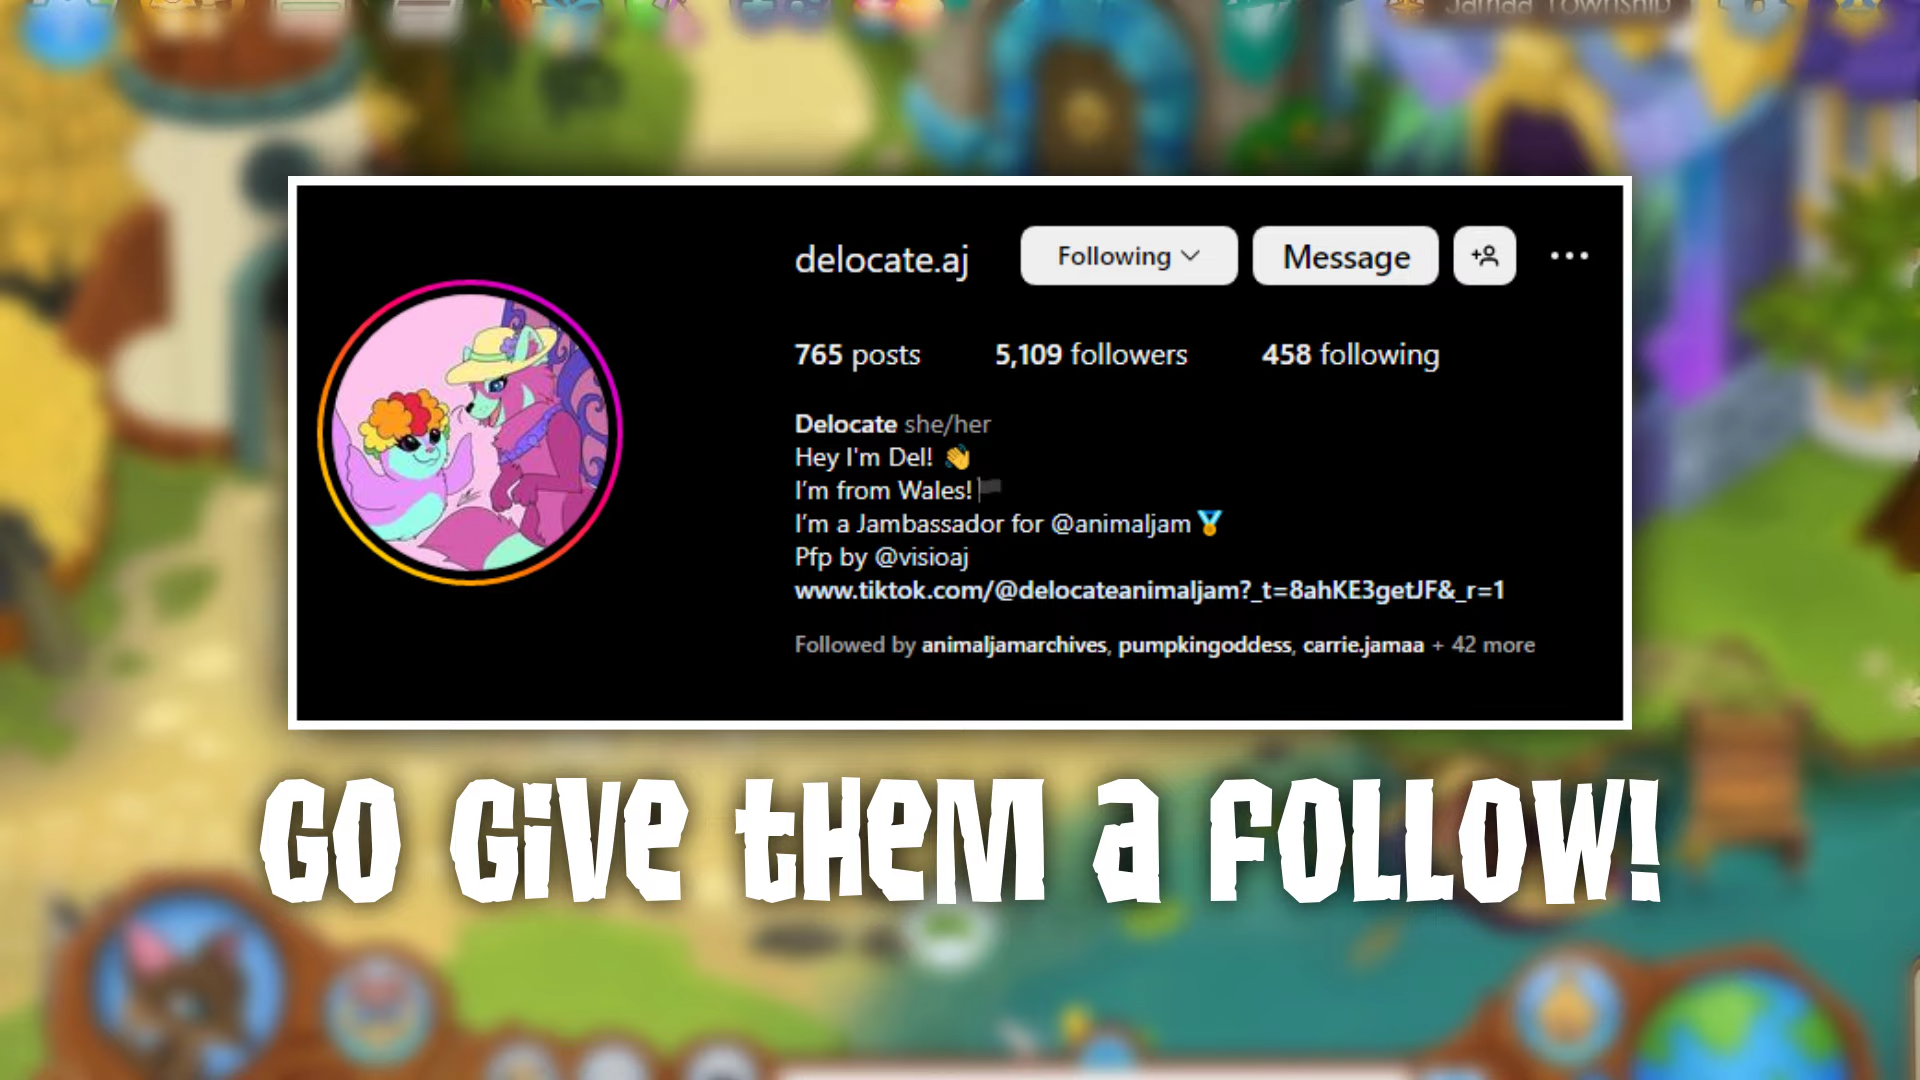 Jamaa Township
delocate.aj
Following
Message
765 posts
5,109 followers
458 following
Delocate she/her
Hey I'm Del! 👋
I'm from Wales!🏴
I'm a Jambassador for @animaljam🏅
Pfp by @visioaj
www.tiktok.com/@delocateanimaljam?_t=8ahKE3getJF&_r=1
Followed by animaljamarchives, pumpkingoddess, carrie.jamaa + 42 more
GO GiVe tHeM a FOLLOW!